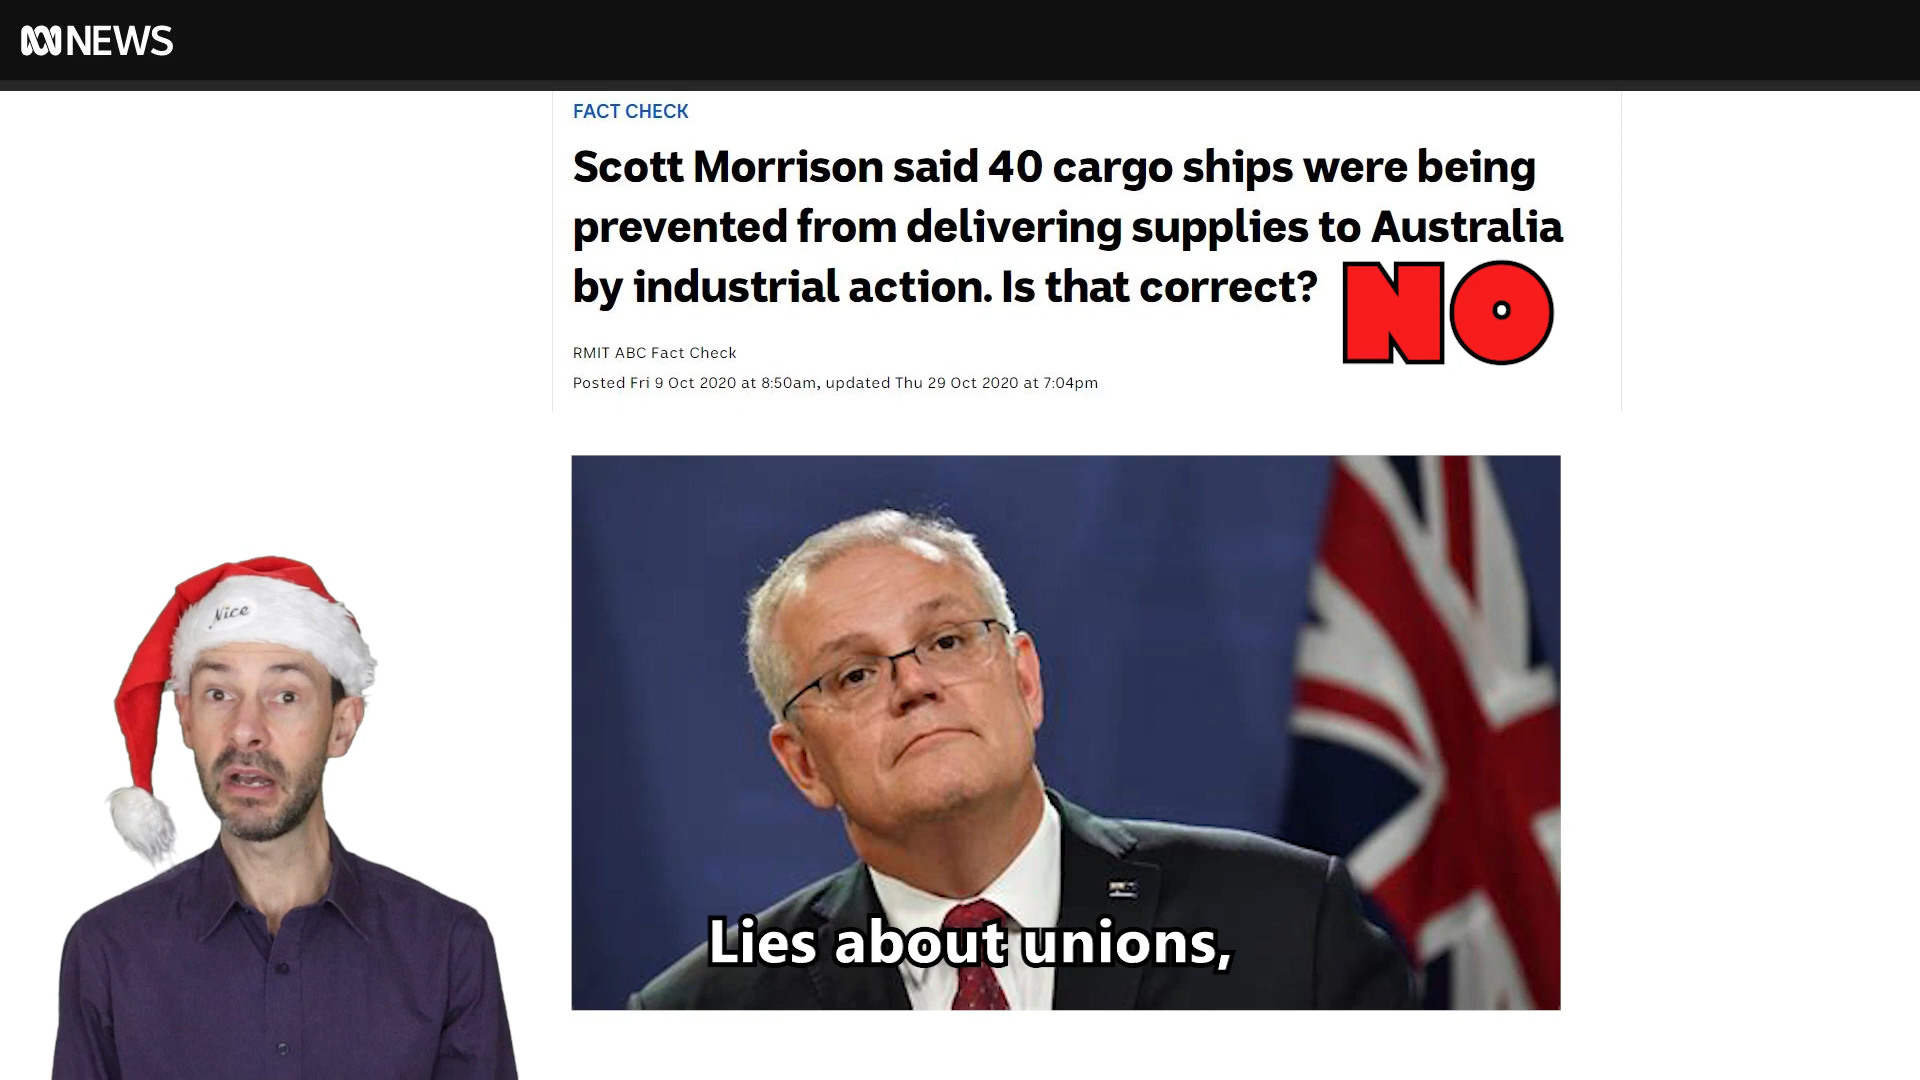 NEWS
FACT CHECK
Scott Morrison said 40 cargo ships were being
prevented from delivering supplies to Australia
by industrial action. Is that correct?
NO
RMIT ABC Fact Check
Posted Fri 9 Oct 2020 at 8:50am, updated Thu 29 Oct 2020 at 7:04pm
Nice
Lies about unions,